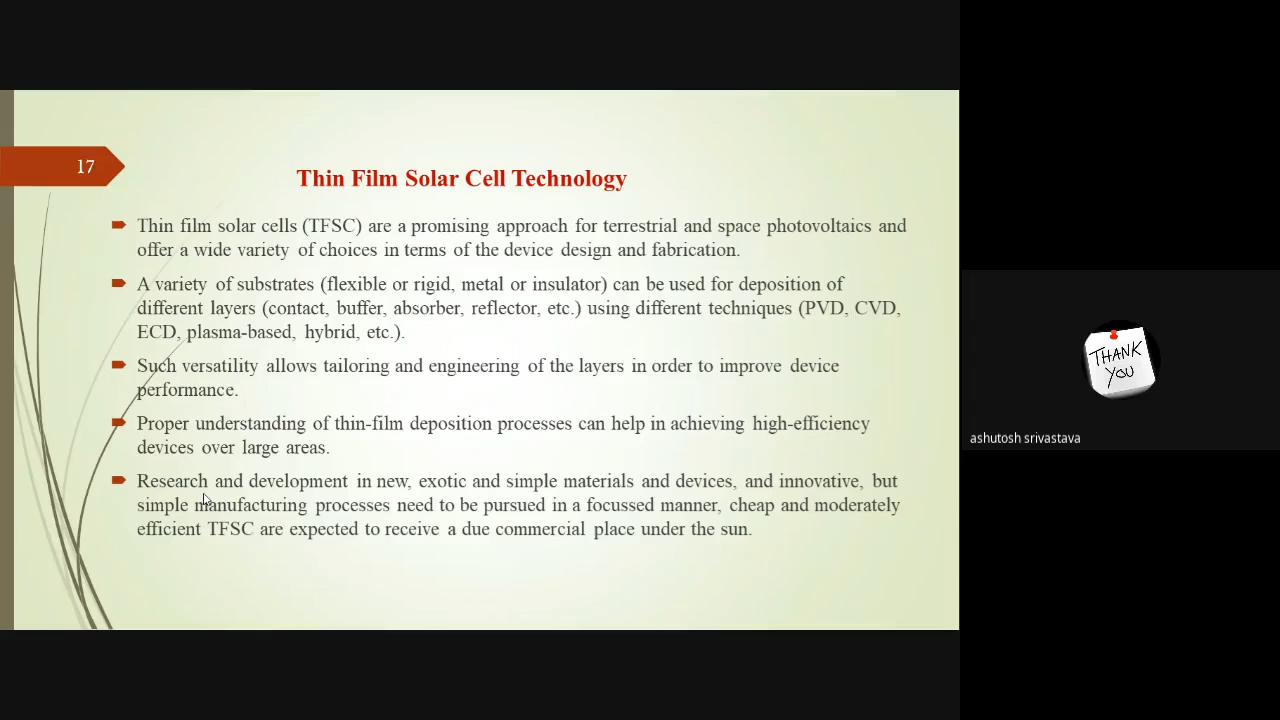 17
Thin Film Solar Cell Technology
Thin film solar cells (TFSC) are a promising approach for terrestrial and space photovoltaics and
offer a wide variety of choices in terms of the device design and fabrication.
A variety of substrates (flexible or rigid, metal or insulator) can be used for deposition of
different layers (contact, buffer, absorber, reflector, etc.) using different techniques (PVD, CVD,
ECD, plasma-based, hybrid, etc.).
Such versatility allows tailoring and engineering of the layers in order to improve device
performance.
Proper understanding of thin-film deposition processes can help in achieving high-efficiency
devices over large areas.
Research and development in new, exotic and simple materials and devices, and innovative, but
simple manufacturing processes need to be pursued in a focussed manner, cheap and moderately
efficient TFSC are expected to receive a due commercial place under the sun.
THANK
YOU
ashutosh srivastava